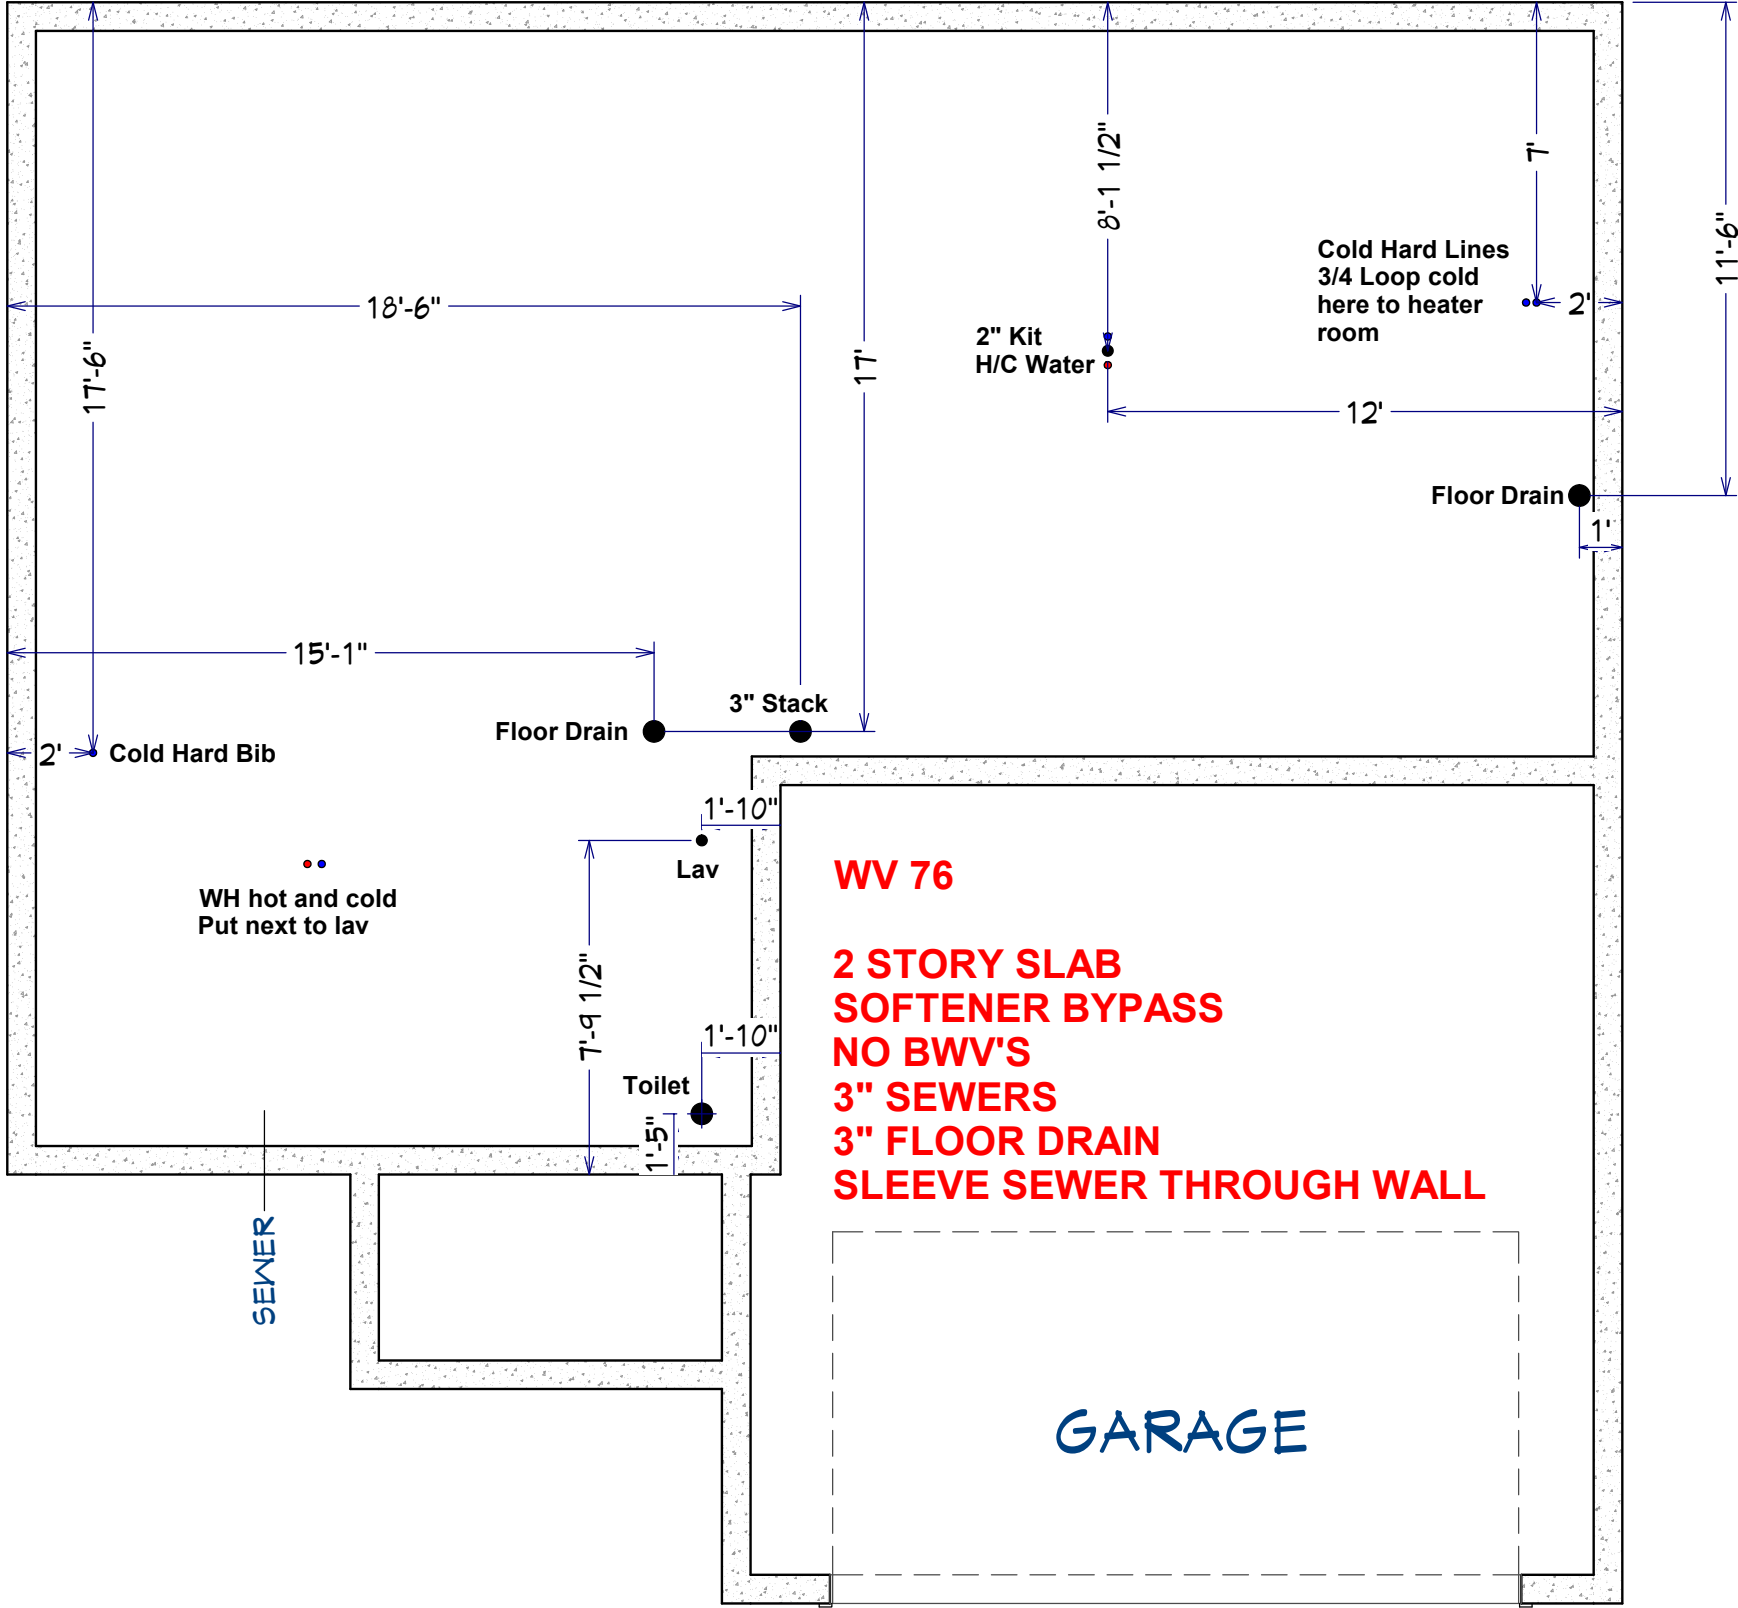 8'-1 1/2"
7'
11'-6"
Cold Hard Lines
3/4 Loop cold
here to heater
room
2'
18'-6"
17'-6"
17'
2" Kit
H/C Water
12'
Floor Drain
1'
15'-1"
3" Stack
Floor Drain
2'
Cold Hard Bib
1'-10"
Lav
WH hot and cold
Put next to lav
7'-9 1/2"
1'-10"
Toilet
1'-5"
SEWER
WV 76
2 STORY SLAB
SOFTENER BYPASS
NO BWV'S
3" SEWERS
3" FLOOR DRAIN
SLEEVE SEWER THROUGH WALL
GARAGE